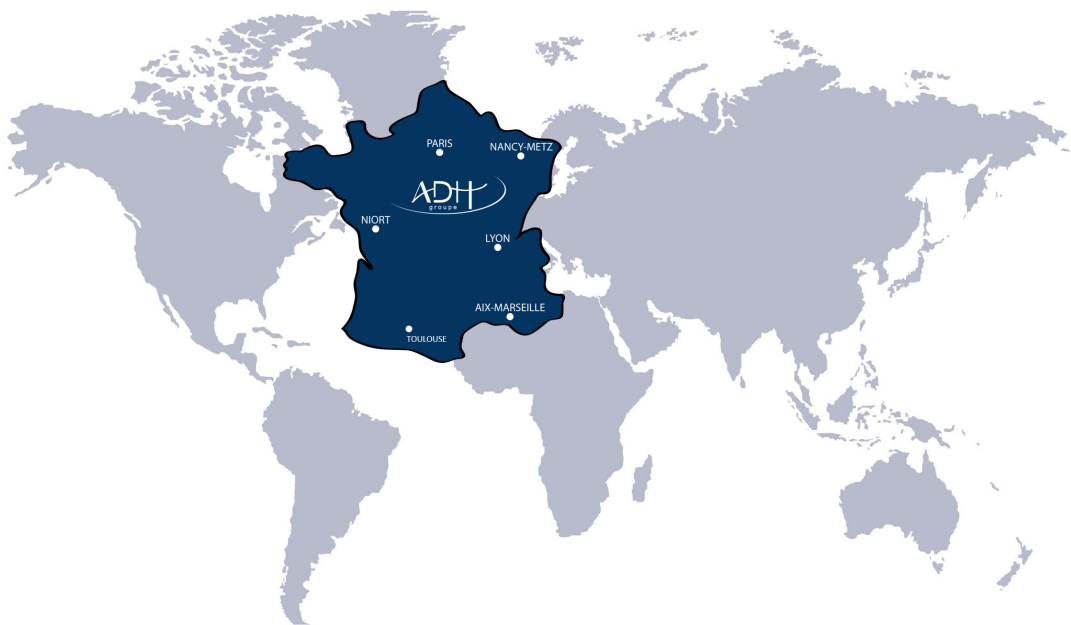 PARIS
NANCY-METZ
ADH
groupe
NIORT
LYON
AIX-MARSEILLE
TOULOUSE